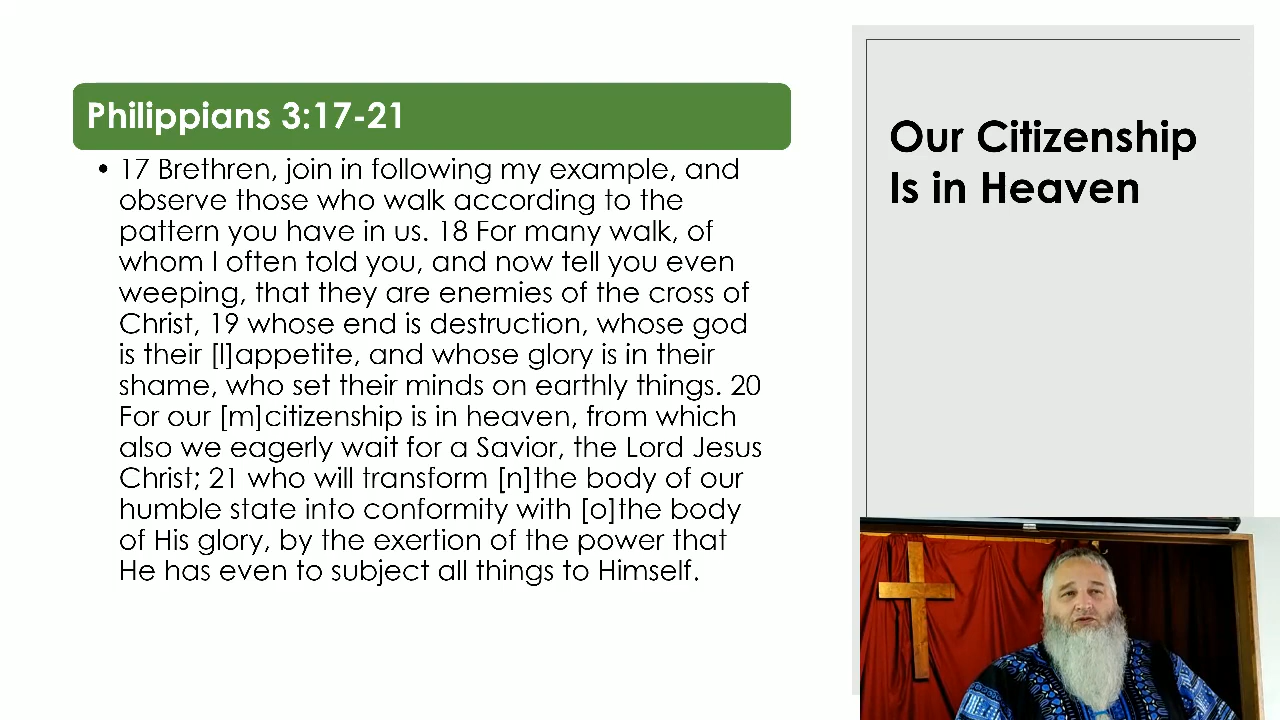 Philippians 3:17-21
• 17 Brethren, join in following my example, and
observe those who walk according to the
pattern you have in us. 18 For many walk, of
whom I often told you, and now tell you even
weeping, that they are enemies of the cross of
Christ, 19 whose end is destruction, whose god
is their [l]appetite, and whose glory is in their
shame, who set their minds on earthly things. 20
For our [m]citizenship is in heaven, from which
also we eagerly wait for a Savior, the Lord Jesus
Christ; 21 who will transform [n]the body of our
humble state into conformity with [o]the body
of His glory, by the exertion of the power that
He has even to subject all things to Himself.
Our Citizenship
Is in Heaven